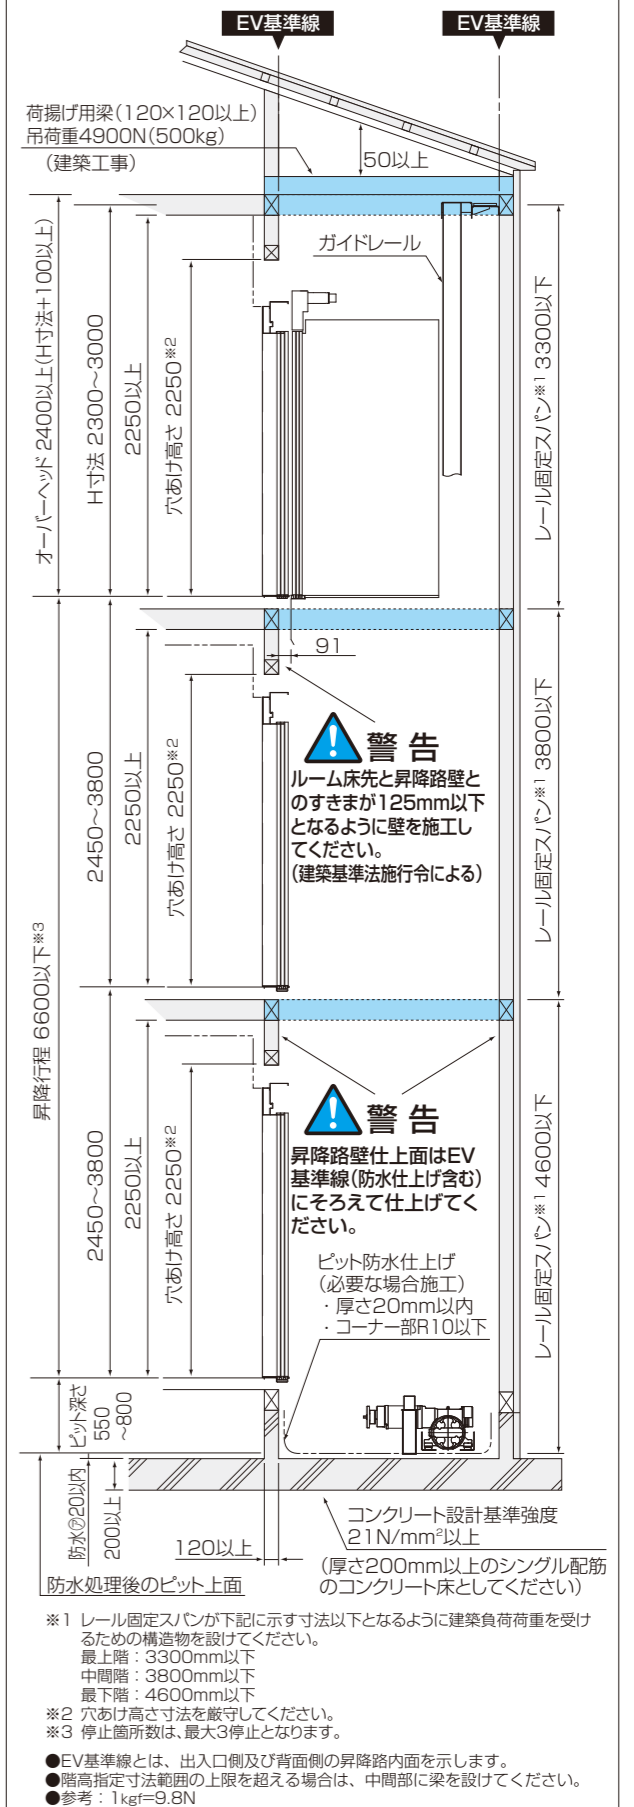 EV基準線
EV基準線
荷揚げ用梁(120×120以上)
吊荷重4900N(500kg)
(建築工事)
50以上
ガイドレール
オーバーヘッド 2400以上(H寸法+100以上)
H寸法 2300〜3000
2250以上
穴あけ高さ 2250※2
レール固定スパン※1 3300以下
91
警告
ルーム床先と昇降路壁と
のすきまが125mm以下
となるように壁を施工し
てください。
(建築基準法施行令による)
2450〜3800
2250以上
穴あけ高さ 2250※2
レール固定スパン※1 3800以下
昇降行程 6600以下※3
警告
昇降路壁仕上面はEV
基準線(防水仕上げ含む)
にそろえて仕上げてく
ださい。
2450〜3800
2250以上
穴あけ高さ 2250※2
レール固定スパン※1 4600以下
ピット防水仕上げ
(必要な場合施工)
・厚さ20mm以内
・コーナー部R10以下
ピット深さ
550
〜800
防水㋐20以内
200以上
120以上
コンクリート設計基準強度
21N/mm²以上
(厚さ200mm以上のシングル配筋
のコンクリート床としてください)
防水処理後のピット上面
※1 レール固定スパンが下記に示す寸法以下となるように建築負荷荷重を受け
るための構造物を設けてください。
最上階：3300mm以下
中間階：3800mm以下
最下階：4600mm以下
※2 穴あけ高さ寸法を厳守してください。
※3 停止箇所数は、最大3停止となります。
●EV基準線とは、出入口側及び背面側の昇降路内面を示します。
●階高指定寸法範囲の上限を超える場合は、中間部に梁を設けてください。
●参考：1kgf=9.8N